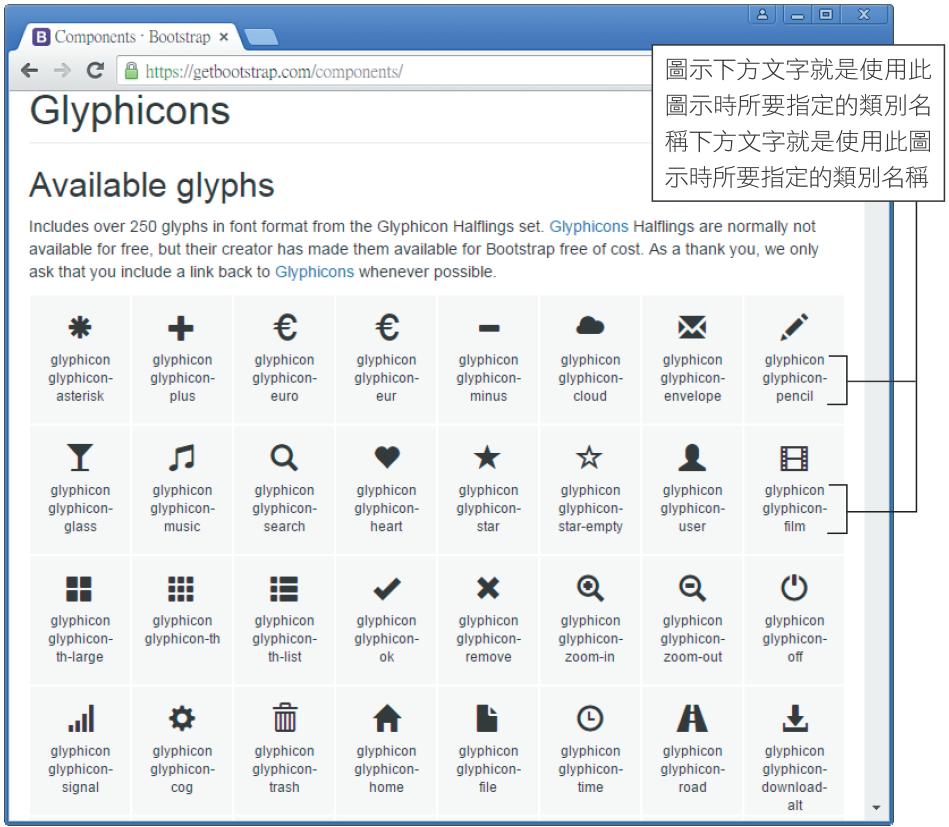 Components · Bootstrap ×
https://getbootstrap.com/components/
圖示下方文字就是使用此
圖示時所要指定的類別名
稱下方文字就是使用此圖
示時所要指定的類別名稱
Glyphicons
Available glyphs
Includes over 250 glyphs in font format from the Glyphicon Halflings set. Glyphicons Halflings are normally not
available for free, but their creator has made them available for Bootstrap free of cost. As a thank you, we only
ask that you include a link back to Glyphicons whenever possible.
glyphicon glyphicon glyphicon glyphicon glyphicon glyphicon glyphicon glyphicon
glyphicon- glyphicon- glyphicon- glyphicon- glyphicon- glyphicon- glyphicon- glyphicon-
asterisk plus euro eur minus cloud envelope pencil
glyphicon glyphicon glyphicon glyphicon glyphicon glyphicon glyphicon glyphicon
glyphicon- glyphicon- glyphicon- glyphicon- glyphicon- glyphicon- glyphicon- glyphicon-
glass music search heart star star-empty user film
glyphicon glyphicon glyphicon glyphicon glyphicon glyphicon glyphicon glyphicon
glyphicon- glyphicon-th glyphicon- glyphicon- glyphicon- glyphicon- glyphicon- glyphicon-
th-large th-list ok remove zoom-in zoom-out off
glyphicon glyphicon glyphicon glyphicon glyphicon glyphicon glyphicon glyphicon
glyphicon- glyphicon- glyphicon- glyphicon- glyphicon- glyphicon- glyphicon- glyphicon-
signal cog trash home file time road download-
alt